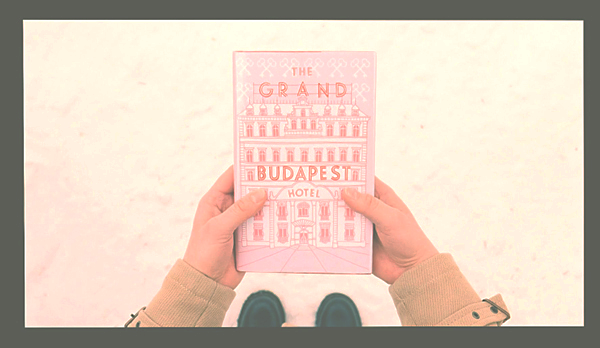 THE
GRAND
BUDAPEST
HOTEL